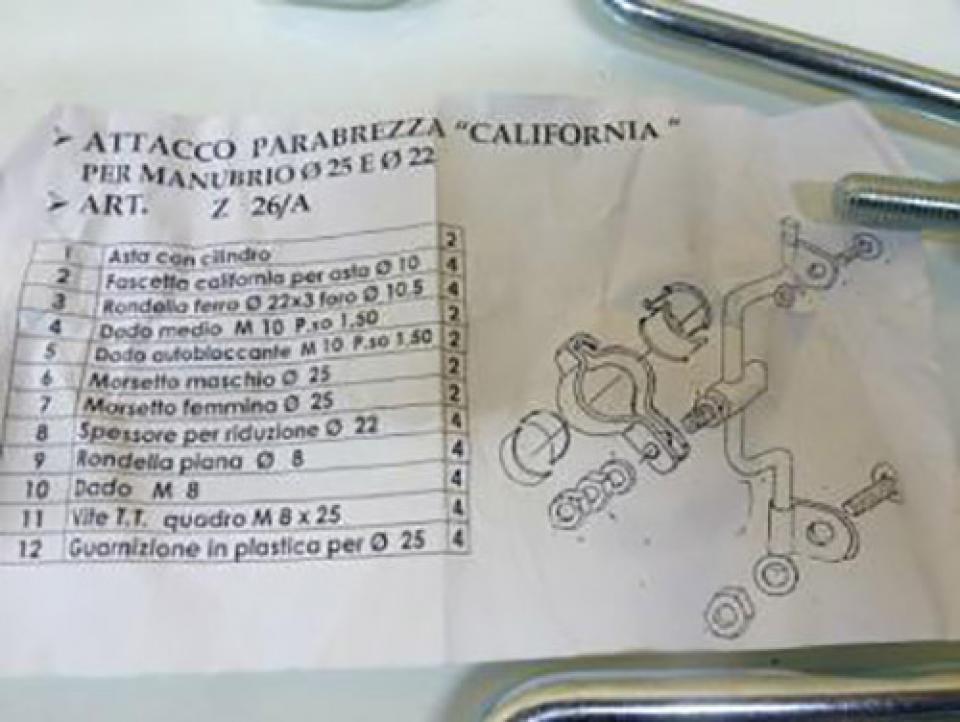 ➢ ATTACCO PARABREZZA "CALIFORNIA "
PER MANUBRIO Ø 25 E Ø 22
➢ ART. Z 26/A
1 Asta con cilindro 2
2 Fascetta california per asta Ø 10 4
3 Rondella ferro Ø 22x3 foro Ø 10.5 4
4 Dado medio M 10 P.so 1,50 2
5 Dado autobloccante M 10 P.so 1,50 2
6 Morsetto maschio Ø 25 2
7 Morsetto femmina Ø 25 2
8 Spessore per riduzione Ø 22 4
9 Rondella piana Ø 8 4
10 Dado M 8 4
11 Vite T.T. quadro M 8 x 25 4
12 Guarnizione in plastica per Ø 25 4